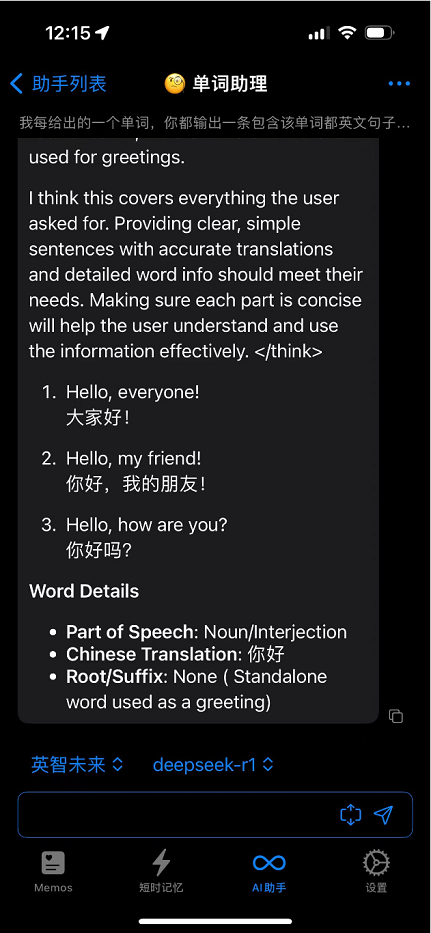 12:15
助手列表
🧐 单词助理
我每给出的一个单词，你都输出一条包含该单词都英文句子...
used for greetings.
I think this covers everything the user
asked for. Providing clear, simple
sentences with accurate translations
and detailed word info should meet their
needs. Making sure each part is concise
will help the user understand and use
the information effectively. </think>
1. Hello, everyone!
大家好！
2. Hello, my friend!
你好，我的朋友！
3. Hello, how are you?
你好吗?
Word Details
• Part of Speech: Noun/Interjection
• Chinese Translation: 你好
• Root/Suffix: None ( Standalone
word used as a greeting)
英智未来
deepseek-r1
Memos
短时记忆
AI助手
设置